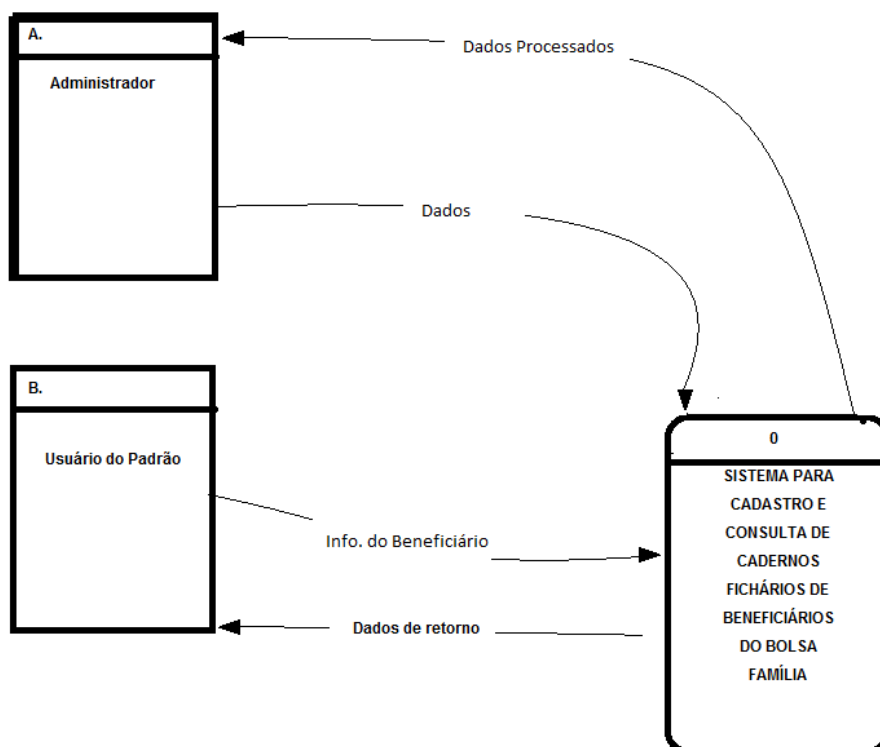 A.
Administrador
Dados Processados
Dados
B.
Usuário do Padrão
Info. do Beneficiário
Dados de retorno
0
SISTEMA PARA
CADASTRO E
CONSULTA DE
CADERNOS
FICHÁRIOS DE
BENEFICIÁRIOS
DO BOLSA
FAMÍLIA